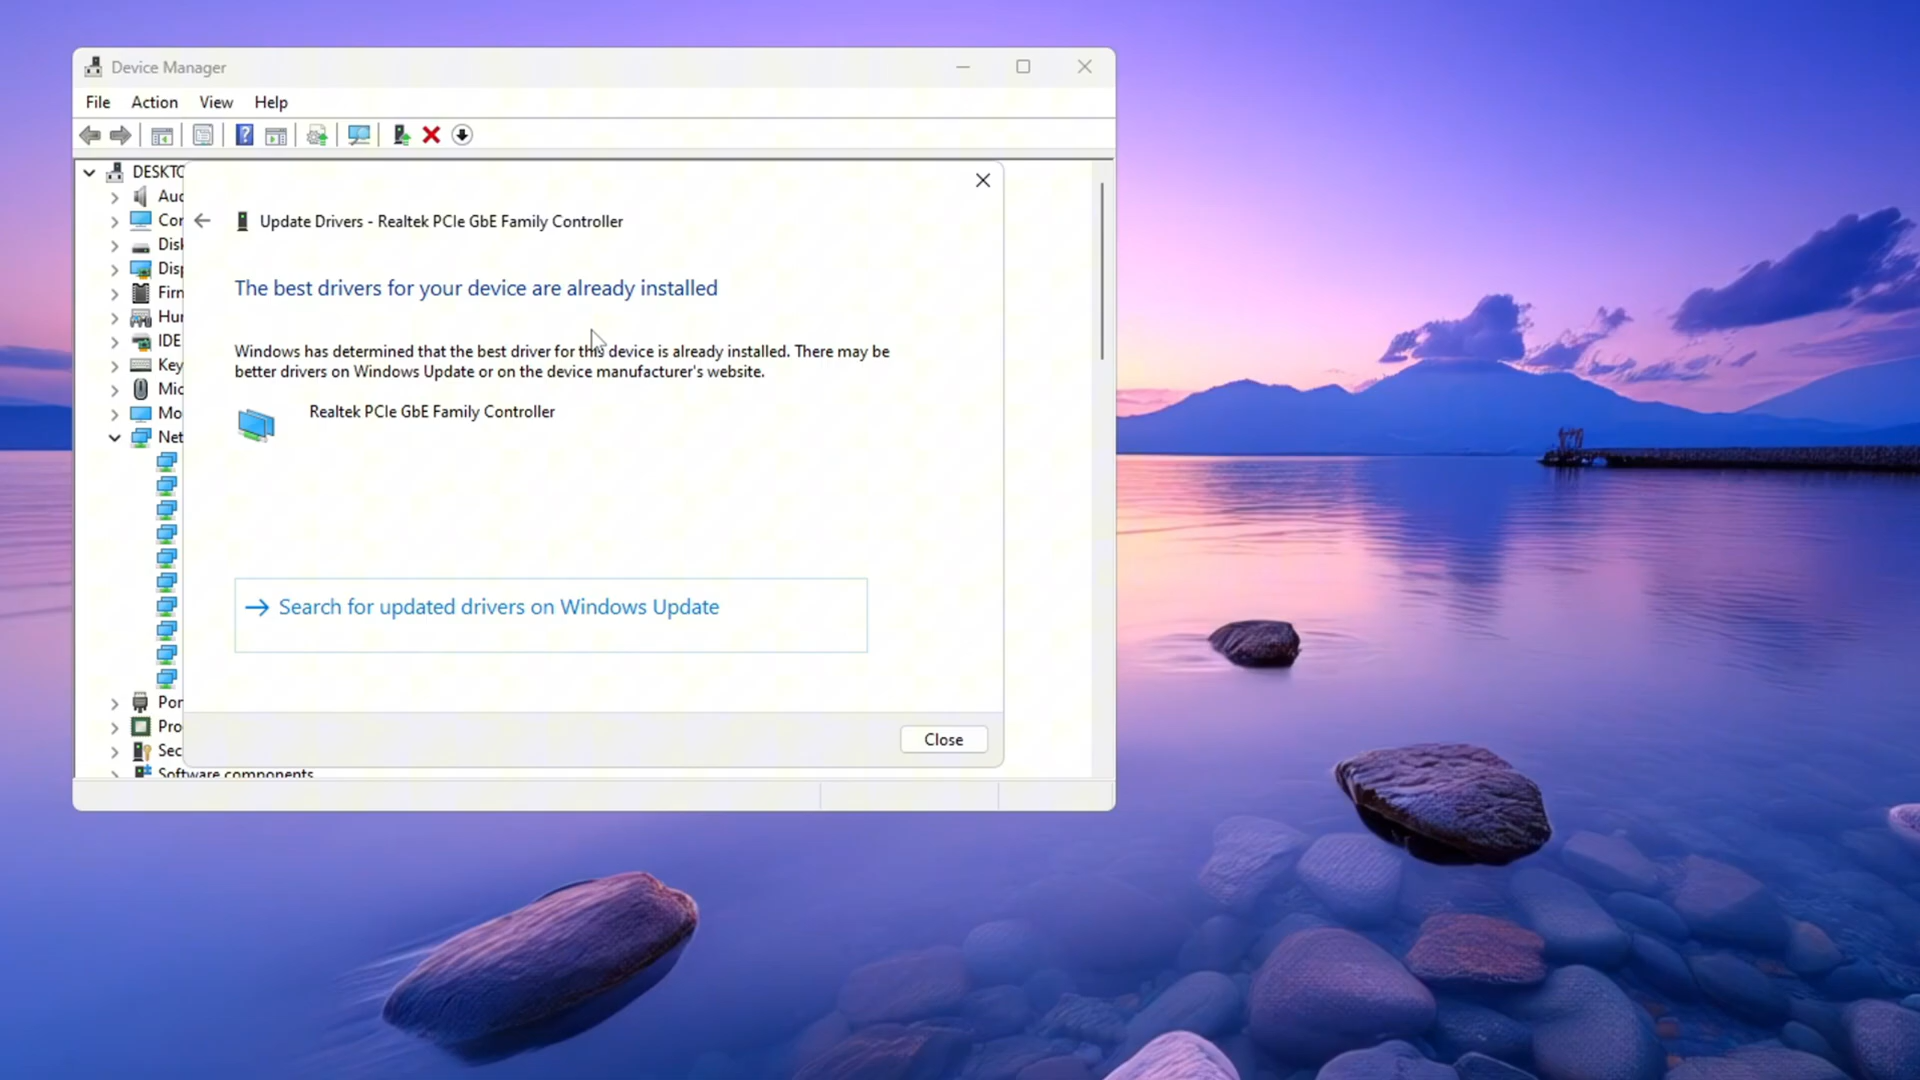 Device Manager
File Action View Help
DESKTO
Aud
Cor
Disk
Disp
Firn
Hur
IDE
Key
Mic
Mo
Net
Por
Pro
Sec
Software components
Update Drivers - Realtek PCIe GbE Family Controller
The best drivers for your device are already installed
Windows has determined that the best driver for this device is already installed. There may be
better drivers on Windows Update or on the device manufacturer's website.
Realtek PCIe GbE Family Controller
Search for updated drivers on Windows Update
Close